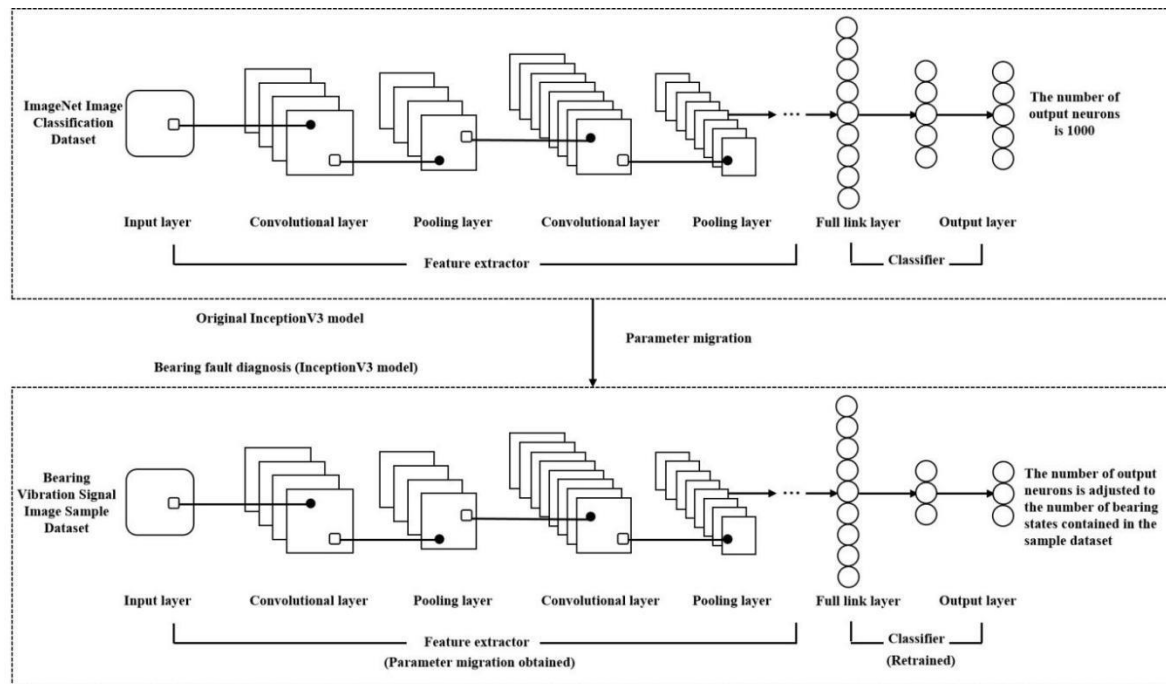 ImageNet Image
Classification
Dataset
The number of
output neurons
is 1000
...
Input layer
Convolutional layer
Pooling layer
Convolutional layer
Pooling layer
Full link layer
Output layer
Feature extractor
Classifier
Original InceptionV3 model
Parameter migration
Bearing fault diagnosis (InceptionV3 model)
Bearing
Vibration Signal
Image Sample
Dataset
...
The number of output
neurons is adjusted to
the number of bearing
states contained in the
sample dataset
Input layer
Convolutional layer
Pooling layer
Convolutional layer
Pooling layer
Full link layer
Output layer
Feature extractor
(Parameter migration obtained)
Classifier
(Retrained)